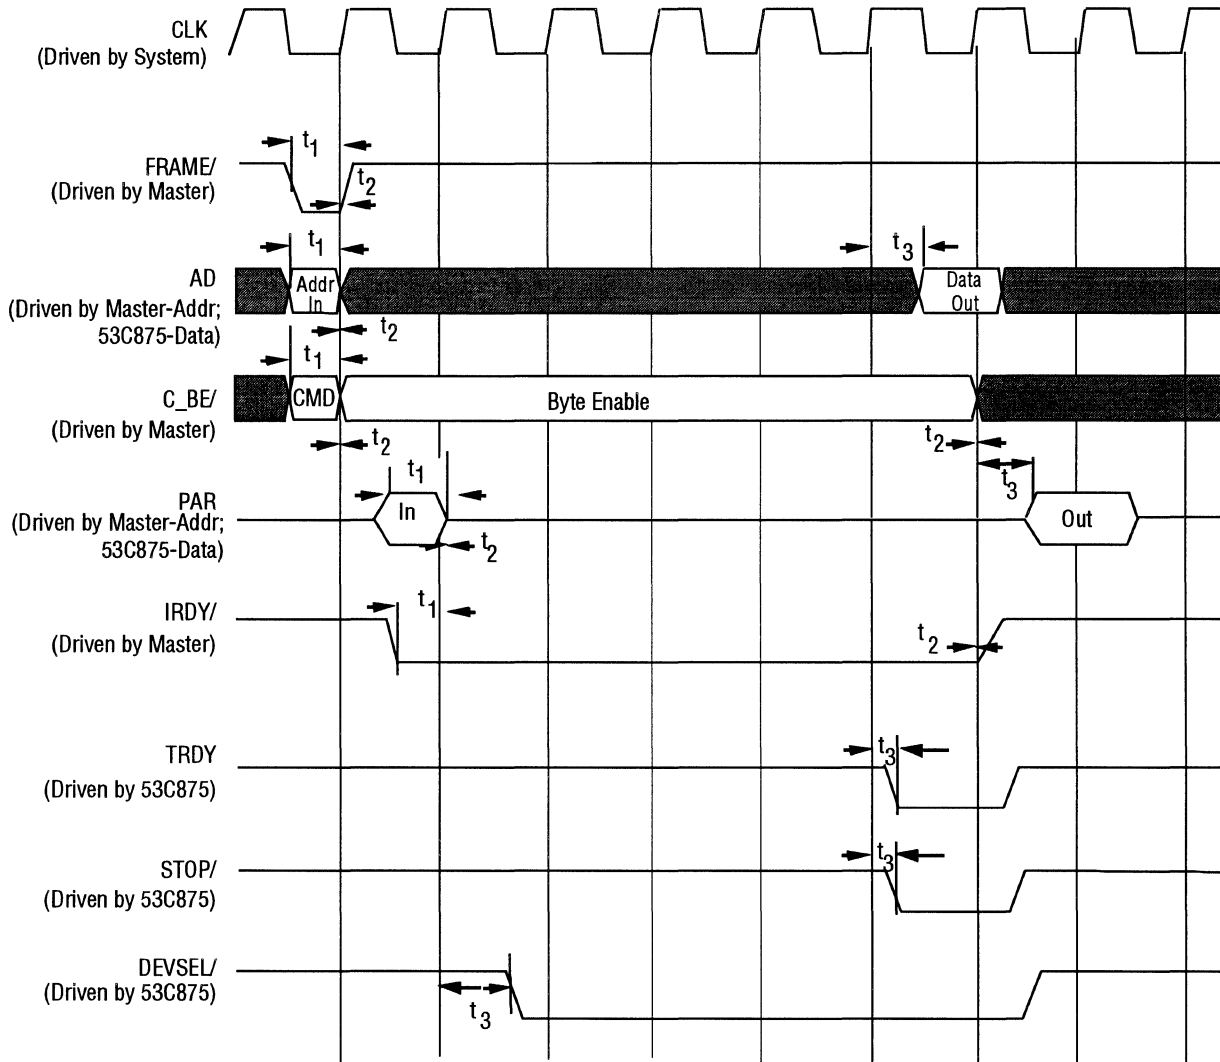 CLK
(Driven by System)
t1
FRAME/
(Driven by Master)
t2
t1
t3
AD
(Driven by Master-Addr;
53C875-Data)
Addr
In
Data
Out
t2
t1
C_BE/
(Driven by Master)
CMD
Byte Enable
t2
t2
t1
t3
PAR
(Driven by Master-Addr;
53C875-Data)
In
Out
t2
IRDY/
(Driven by Master)
t1
t2
TRDY
(Driven by 53C875)
t3
STOP/
(Driven by 53C875)
t3
DEVSEL/
(Driven by 53C875)
t3